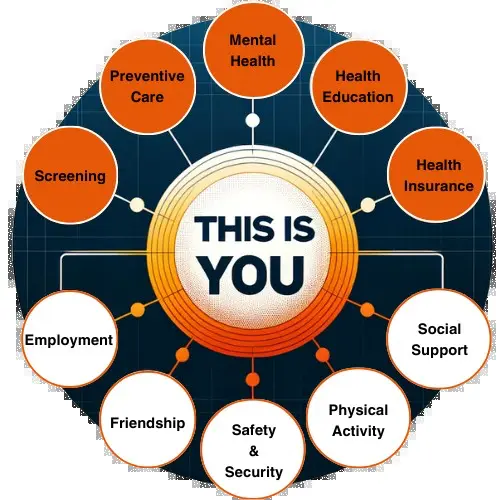 Mental
Health
Preventive
Care
Health
Education
Screening
Health
Insurance
THIS IS
YOU
Employment
Social
Support
Friendship
Physical
Activity
Safety
&
Security